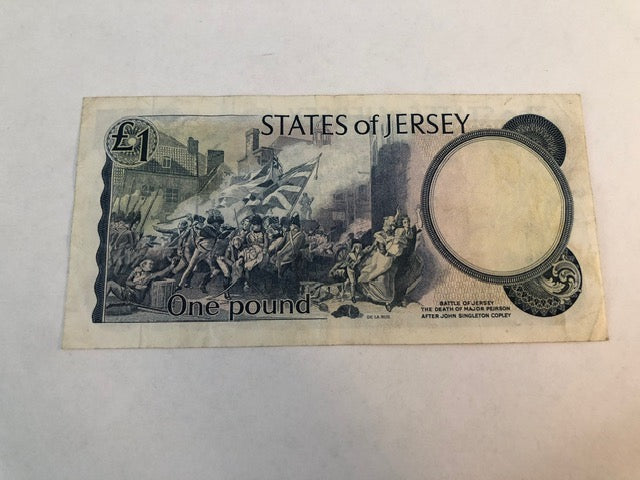 £1
STATES of JERSEY
One pound
DE LA RUE
BATTLE OF JERSEY
THE DEATH OF MAJOR PEIRSON
AFTER JOHN SINGLETON COPLEY